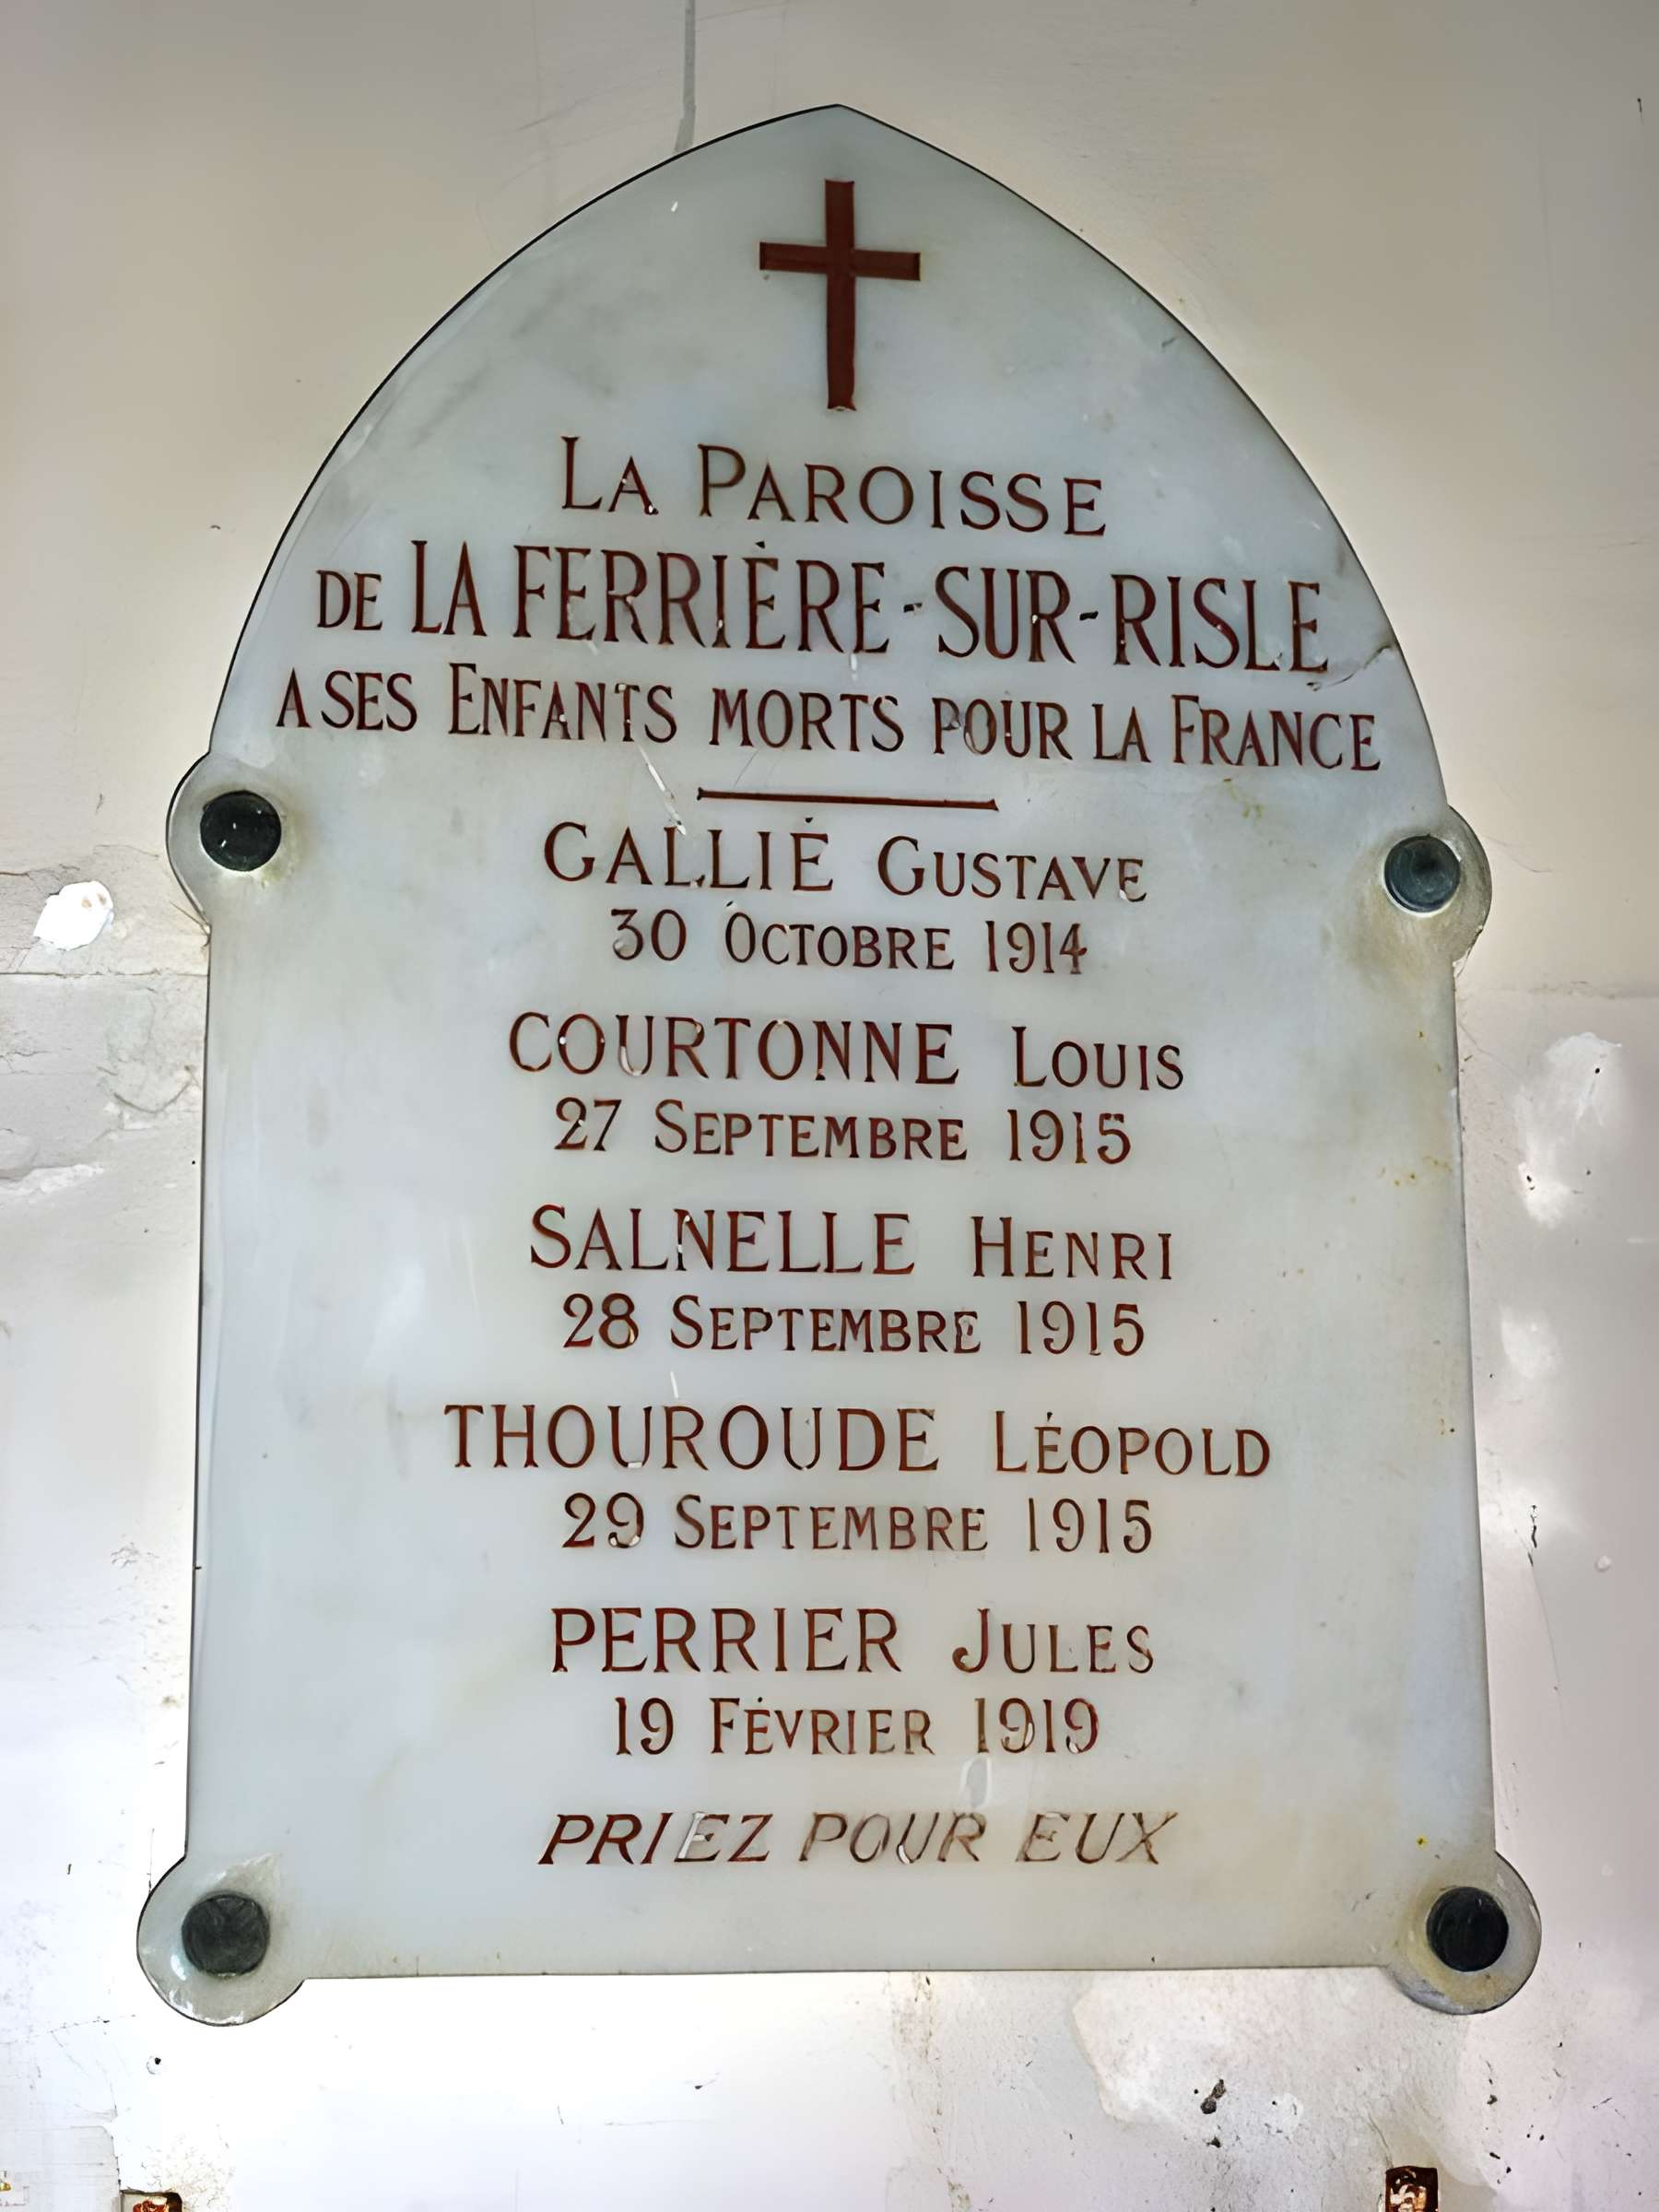 LA PAROISSE
DE LA FERRIÈRE-SUR-RISLE
A SES ENFANTS MORTS POUR LA FRANCE
GALLIÉ GUSTAVE
30 OCTOBRE 1914
COURTONNE LOUIS
27 SEPTEMBRE 1915
SALNELLE HENRI
28 SEPTEMBRE 1915
THOUROUDE LÉOPOLD
29 SEPTEMBRE 1915
PERRIER JULES
19 FÉVRIER 1919
PRIEZ POUR EUX